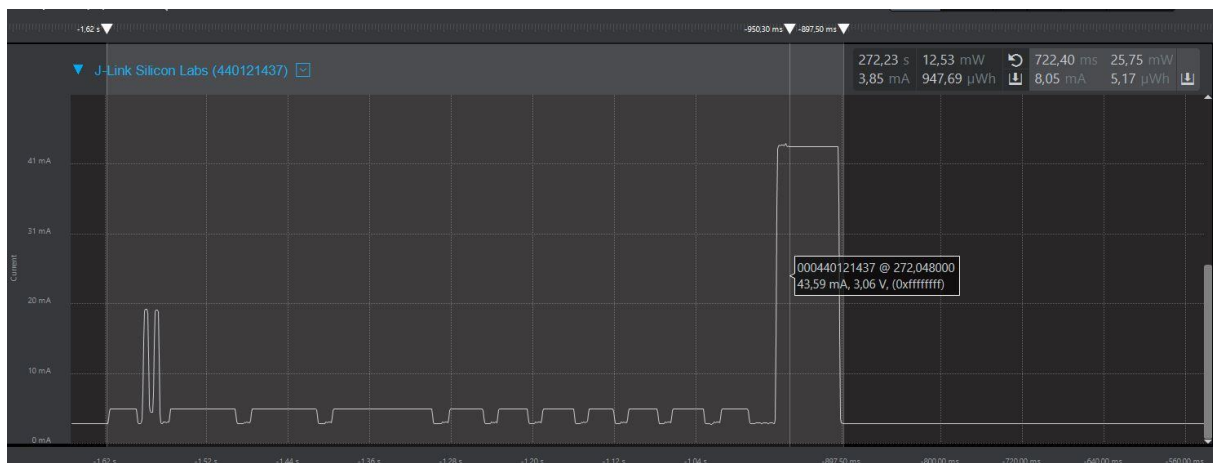 -1,62 s
-950,30 ms
-897,50 ms
J-Link Silicon Labs (440121437)
272,23 s 12,53 mW 722,40 ms 25,75 mW
3,85 mA 947,69 µWh 8,05 mA 5,17 µWh
41 mA
31 mA
Current
000440121437 @ 272,048000
43,59 mA, 3,06 V, (0xffffffff)
20 mA
10 mA
0 mA
-1,62 s -1,52 s -1,44 s -1,36 s -1,28 s -1,20 s -1,12 s -1,04 s -897,50 ms -800,00 ms -720,00 ms -640,00 ms -560,00 ms